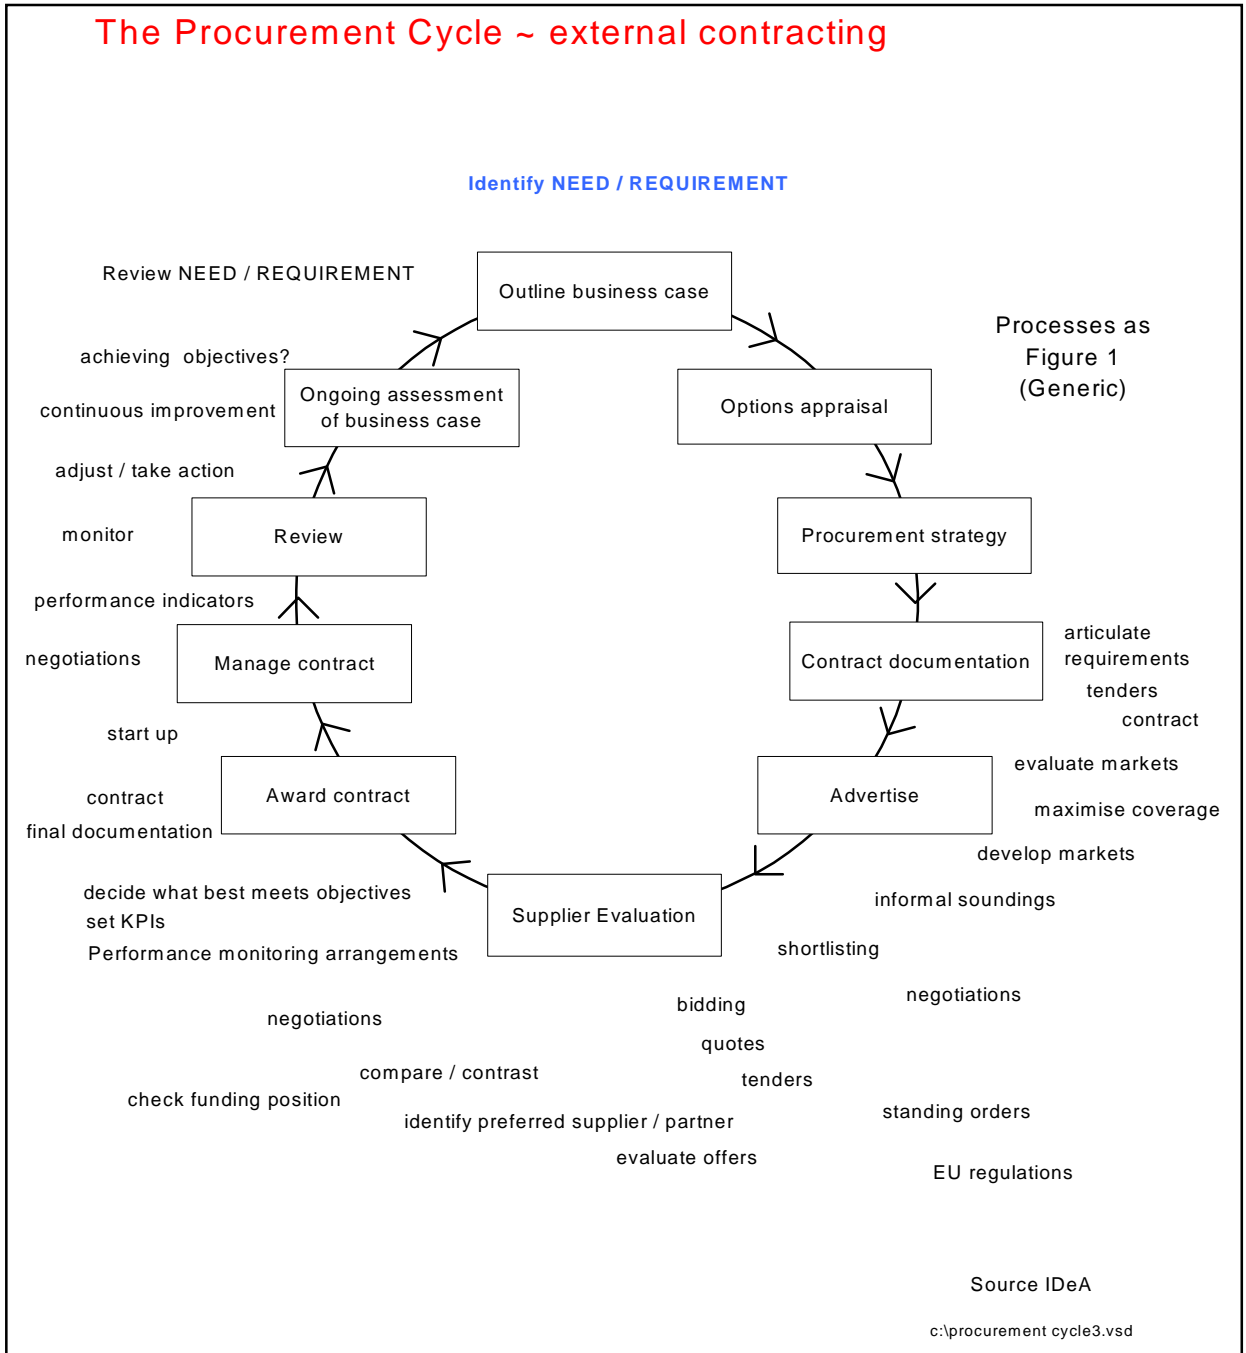 The Procurement Cycle ~ external contracting
Identify NEED / REQUIREMENT
Review NEED / REQUIREMENT
Outline business case
Processes as
Figure 1
(Generic)
achieving objectives?
Ongoing assessment
of business case
continuous improvement
Options appraisal
adjust / take action
monitor
Review
Procurement strategy
performance indicators
negotiations
Manage contract
Contract documentation
articulate
requirements
tenders
contract
start up
evaluate markets
contract
Award contract
Advertise
maximise coverage
final documentation
develop markets
decide what best meets objectives
set KPIs
Performance monitoring arrangements
Supplier Evaluation
informal soundings
shortlisting
negotiations
bidding
negotiations
quotes
compare / contrast
tenders
check funding position
standing orders
identify preferred supplier / partner
evaluate offers
EU regulations
Source IDeA
c:\procurement cycle3.vsd